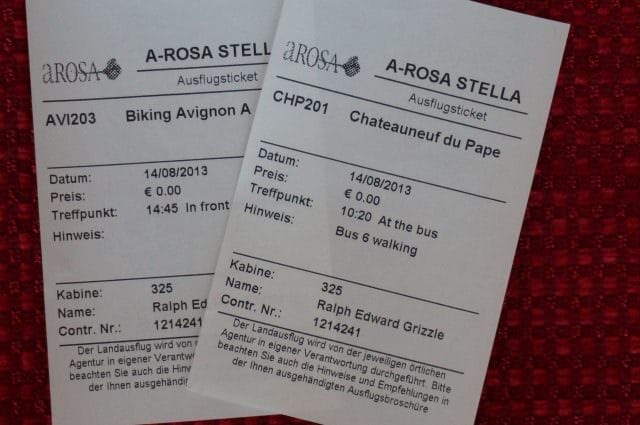 aROSA
A-ROSA STELL
Ausflugsticket
AVI203 Biking Avignon A
Datum: 14/08/2013
Preis: € 0.00
Treffpunkt: 14:45 In front
Hinweis:
Kabine: 325
Name: Ralph Ed
Contr. Nr.: 1214241
Der Landausflug wird von
Agentur in eigener Verantwor
beachten Sie auch die Hinweis
der Ihnen ausgehändigt
aROSA
A-ROSA STELLA
Ausflugsticket
CHP201 Chateauneuf du Pape
Datum: 14/08/2013
Preis: € 0.00
Treffpunkt: 10:20 At the bus
Hinweis: Bus 6 walking
Kabine: 325
Name: Ralph Edward Grizzle
Contr. Nr.: 1214241
Der Landausflug wird von der jeweiligen örtlichen
Agentur in eigener Verantwortung durchgeführt. Bitte
beachten Sie auch die Hinweise und Empfehlungen in
der Ihnen ausgehändigten Ausflugsbroschüre